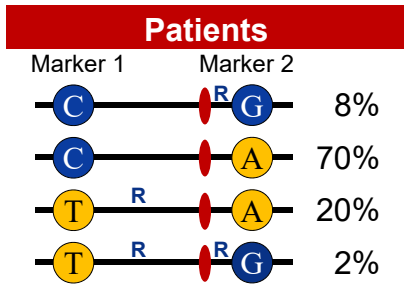 Patients
Marker 1 Marker 2
C R G 8%
C A 70%
T R A 20%
T R R G 2%